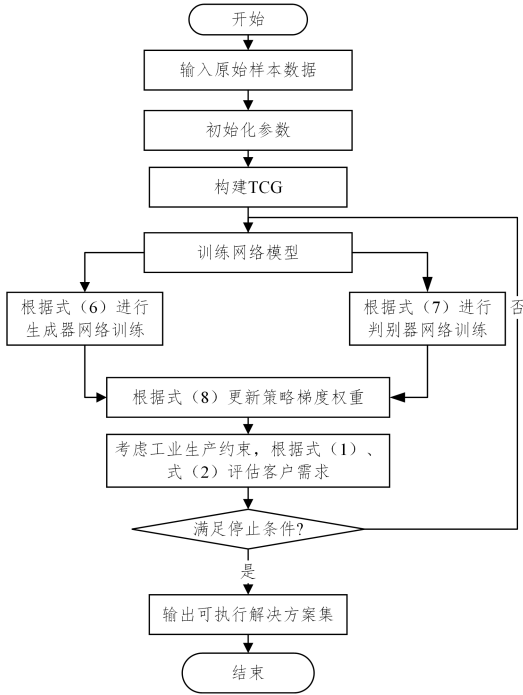 开始
输入原始样本数据
初始化参数
构建TCG
训练网络模型
根据式（6）进行
生成器网络训练
根据式（7）进行
判别器网络训练
否
根据式（8）更新策略梯度权重
考虑工业生产约束，根据式（1）、
式（2）评估客户需求
满足停止条件?
是
输出可执行解决方案集
结束